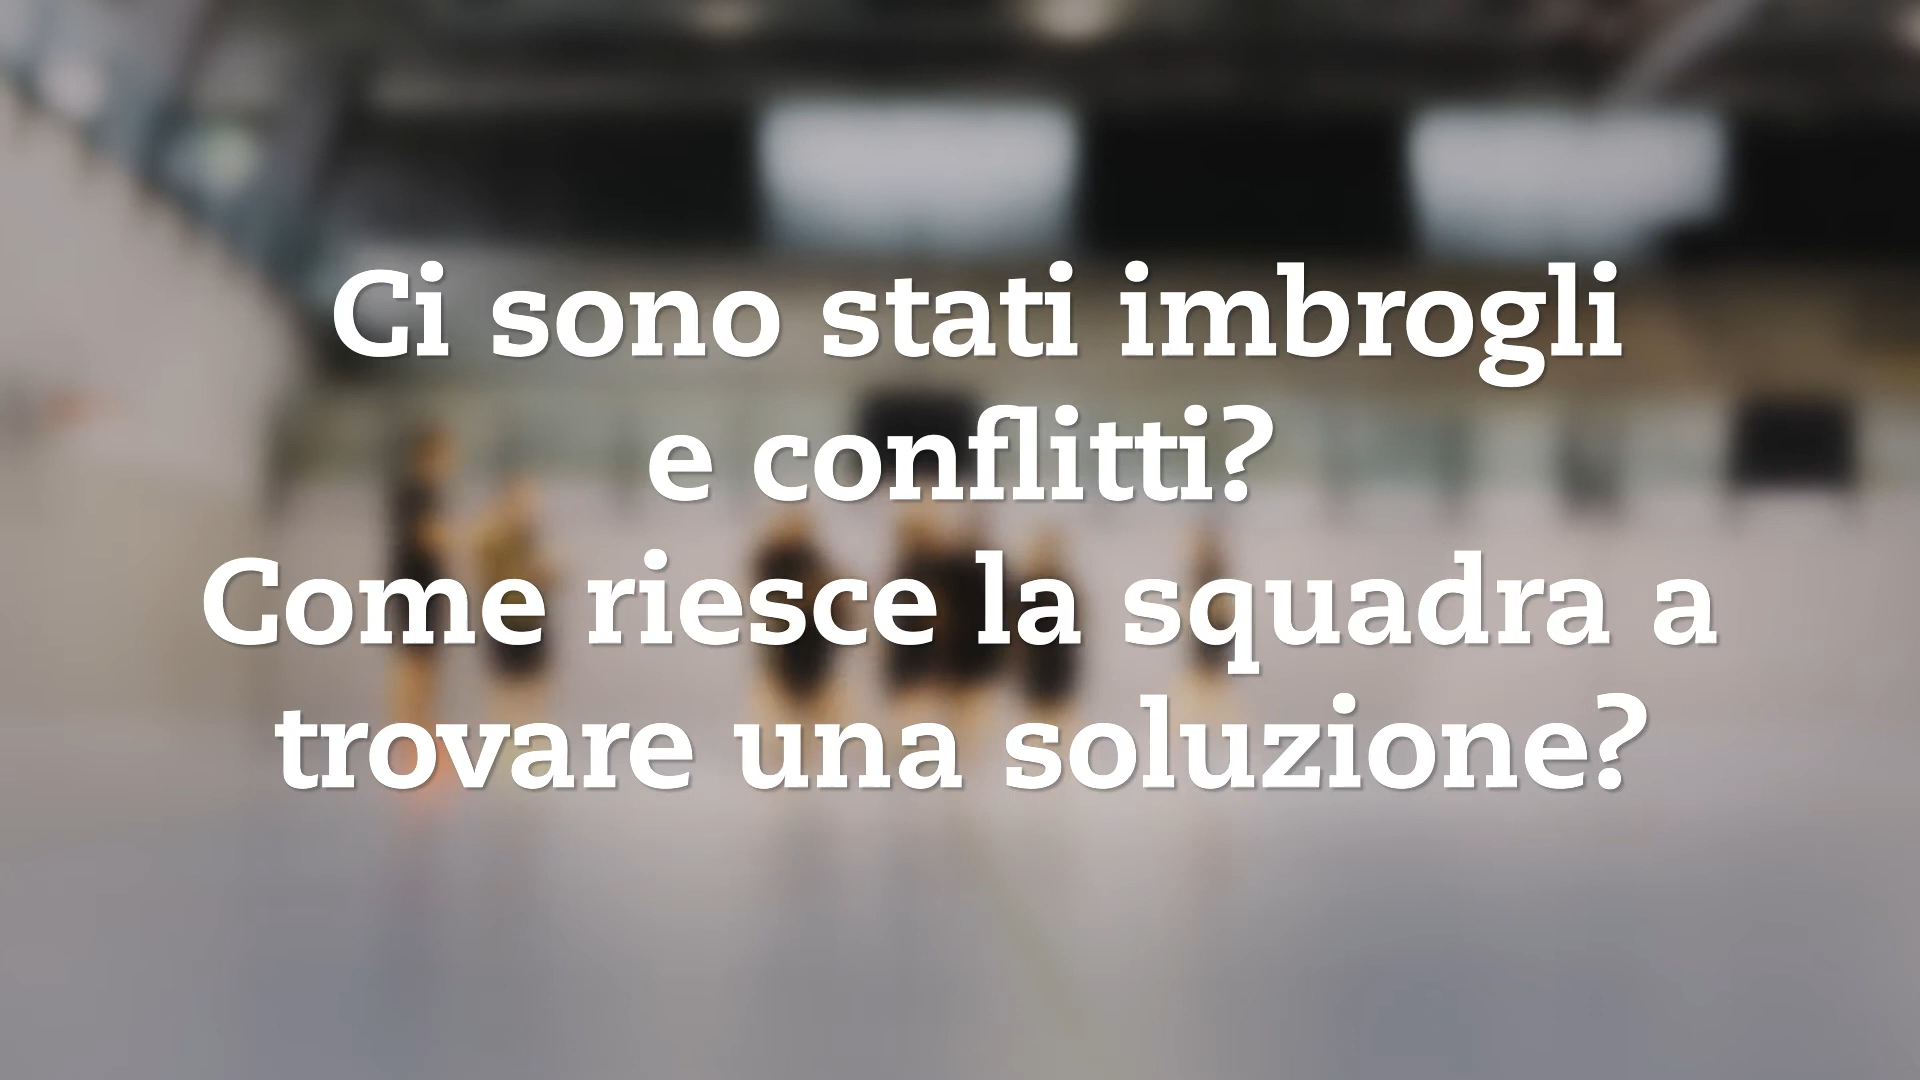 Ci sono stati imbrogli
e conflitti?
Come riesce la squadra a
trovare una soluzione?